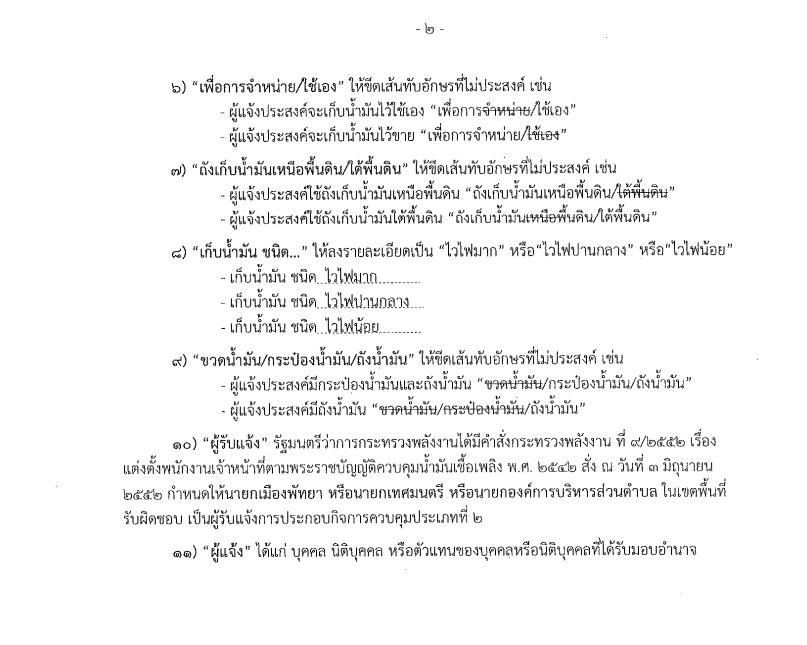 - ๒ -
๖) “เพื่อการจำหน่าย/ใช้เอง” ให้ขีดเส้นทับอักษรที่ไม่ประสงค์ เช่น
- ผู้แจ้งประสงค์จะเก็บน้ำมันไว้ใช้เอง “เพื่อการจำหน่าย/ใช้เอง”
- ผู้แจ้งประสงค์จะเก็บน้ำมันไว้ขาย “เพื่อการจำหน่าย/ใช้เอง”
๗) “ถังเก็บน้ำมันเหนือพื้นดิน/ใต้พื้นดิน” ให้ขีดเส้นทับอักษรที่ไม่ประสงค์ เช่น
- ผู้แจ้งประสงค์ใช้ถังเก็บน้ำมันเหนือพื้นดิน “ถังเก็บน้ำมันเหนือพื้นดิน/ใต้พื้นดิน”
- ผู้แจ้งประสงค์ใช้ถังเก็บน้ำมันใต้พื้นดิน “ถังเก็บน้ำมันเหนือพื้นดิน/ใต้พื้นดิน”
๘) “เก็บน้ำมัน ชนิด...” ให้ลงรายละเอียดเป็น “ไวไฟมาก” หรือ“ไวไฟปานกลาง” หรือ“ไวไฟน้อย”
- เก็บน้ำมัน ชนิด ไวไฟมาก
- เก็บน้ำมัน ชนิด ไวไฟปานกลาง
- เก็บน้ำมัน ชนิด ไวไฟน้อย
๙) “ขวดน้ำมัน/กระป๋องน้ำมัน/ถังน้ำมัน” ให้ขีดเส้นทับอักษรที่ไม่ประสงค์ เช่น
- ผู้แจ้งประสงค์มีกระป๋องน้ำมันและถังน้ำมัน “ขวดน้ำมัน/กระป๋องน้ำมัน/ถังน้ำมัน”
- ผู้แจ้งประสงค์มีถังน้ำมัน “ขวดน้ำมัน/กระป๋องน้ำมัน/ถังน้ำมัน”
๑๐) “ผู้รับแจ้ง” รัฐมนตรีว่าการกระทรวงพลังงานได้มีคำสั่งกระทรวงพลังงาน ที่ ๙/๒๕๕๒ เรื่อง
แต่งตั้งพนักงานเจ้าหน้าที่ตามพระราชบัญญัติควบคุมน้ำมันเชื้อเพลิง พ.ศ. ๒๕๔๒ สั่ง ณ วันที่ ๓ มิถุนายน
๒๕๕๒ กำหนดให้นายกเมืองพัทยา หรือนายกเทศมนตรี หรือนายกองค์การบริหารส่วนตำบล ในเขตพื้นที่
รับผิดชอบ เป็นผู้รับแจ้งการประกอบกิจการควบคุมประเภทที่ ๒
๑๑) “ผู้แจ้ง” ได้แก่ บุคคล นิติบุคคล หรือตัวแทนของบุคคลหรือนิติบุคคลที่ได้รับมอบอำนาจ